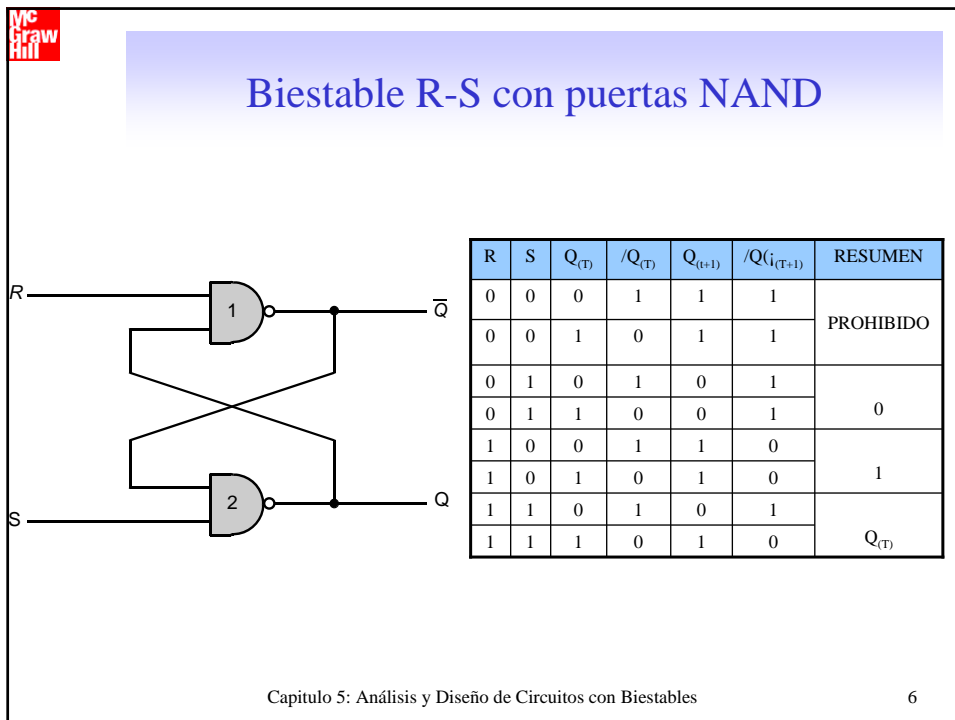 Mc
Graw
Hill
Biestable R-S con puertas NAND
R
1
Q̅
2
Q
S
R S Q(T) /Q(T) Q(t+1) /Q(¡(T+1) RESUMEN
0 0 0 1 1 1 PROHIBIDO
0 0 1 0 1 1
0 1 0 1 0 1 0
0 1 1 0 0 1
1 0 0 1 1 0 1
1 0 1 0 1 0
1 1 0 1 0 1 Q(T)
1 1 1 0 1 0
Capitulo 5: Análisis y Diseño de Circuitos con Biestables 6